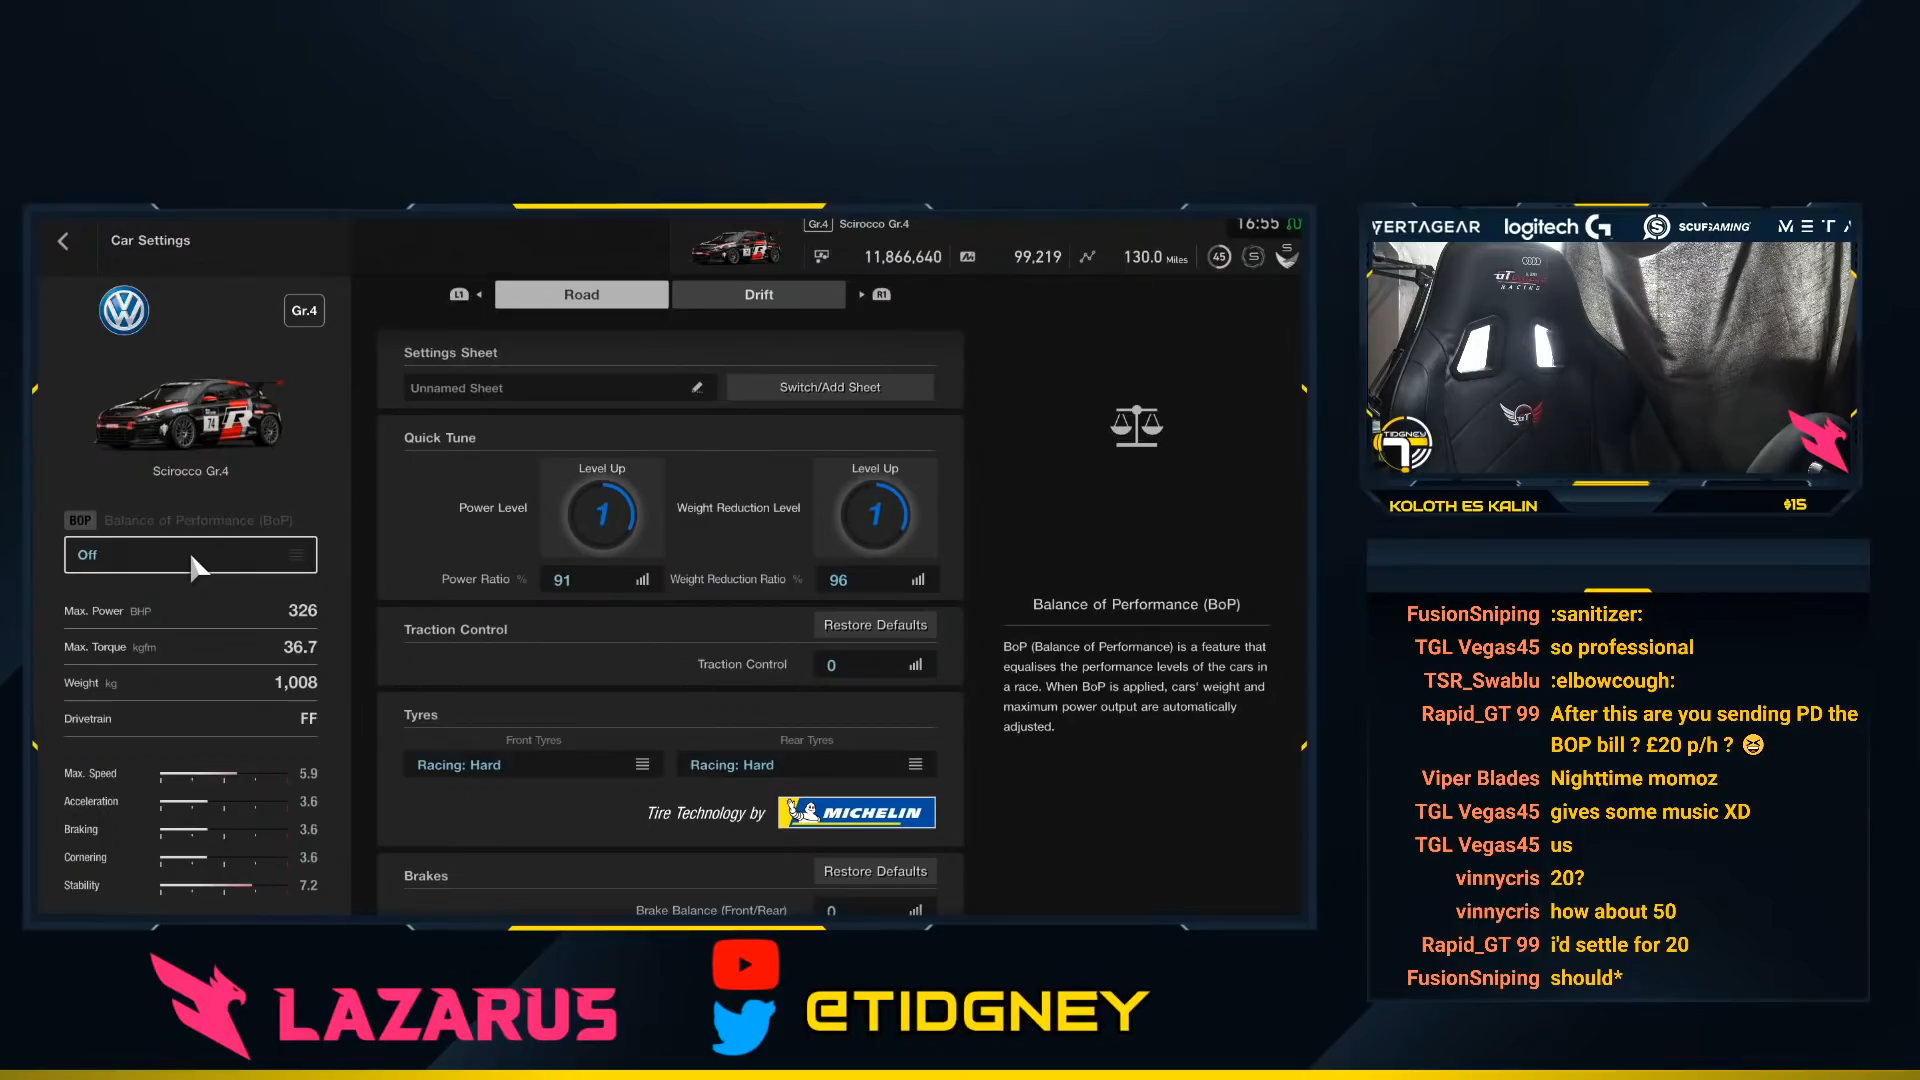 Car Settings
Gr.4 Scirocco Gr.4
16:55
11,866,640
99,219
130.0 Miles
45
S
VERTAGEAR logitech G SCUFGAMING META
L1 Road Drift R1
Gr.4
Settings Sheet
Unnamed Sheet
Switch/Add Sheet
Quick Tune
Level Up
Level Up
Power Level 1
Weight Reduction Level 1
Power Ratio % 91
Weight Reduction Ratio % 96
Scirocco Gr.4
BOP Balance of Performance (BoP)
Off
Max. Power BHP 326
Max. Torque kgfm 36.7
Weight kg 1,008
Drivetrain FF
Max. Speed 5.9
Acceleration 3.6
Braking 3.6
Cornering 3.6
Stability 7.2
Traction Control
Restore Defaults
Traction Control 0
Tyres
Front Tyres
Rear Tyres
Racing: Hard
Racing: Hard
Tire Technology by MICHELIN
Brakes
Restore Defaults
Brake Balance (Front/Rear) 0
Balance of Performance (BoP)
BoP (Balance of Performance) is a feature that
equalises the performance levels of the cars in
a race. When BoP is applied, cars' weight and
maximum power output are automatically
adjusted.
RACING
TIDGNEY
KOLOTH ES KALIN $15
FusionSniping :sanitizer:
TGL Vegas45 so professional
TSR_Swablu :elbowcough:
Rapid_GT 99 After this are you sending PD the
BOP bill ? £20 p/h ? 😆
Viper Blades Nighttime momoz
TGL Vegas45 gives some music XD
TGL Vegas45 us
vinnycris 20?
vinnycris how about 50
Rapid_GT 99 i'd settle for 20
FusionSniping should*
LAZARUS
@TIDGNEY